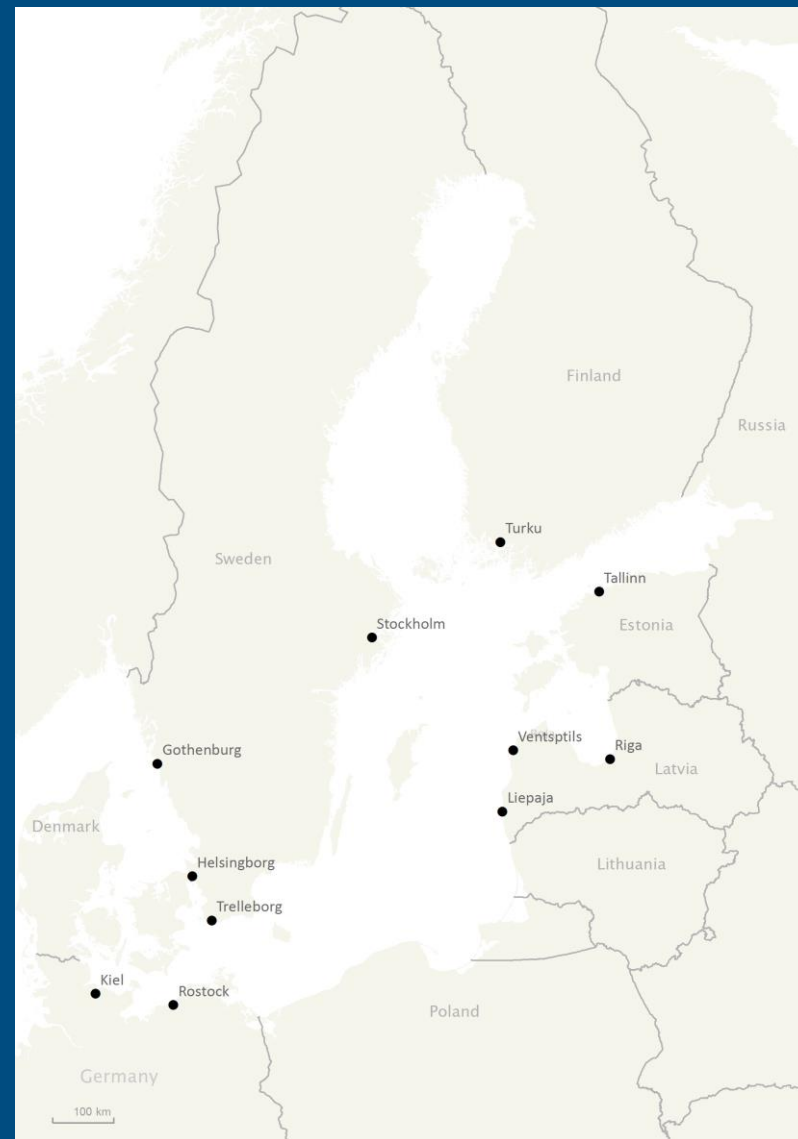 Finland
Russia
Turku
Sweden
Tallinn
Stockholm
Estonia
Ventsptils
Gothenburg
Riga
Latvia
Liepaja
Denmark
Helsingborg
Lithuania
Trelleborg
Kiel
Rostock
Poland
Germany
100 km